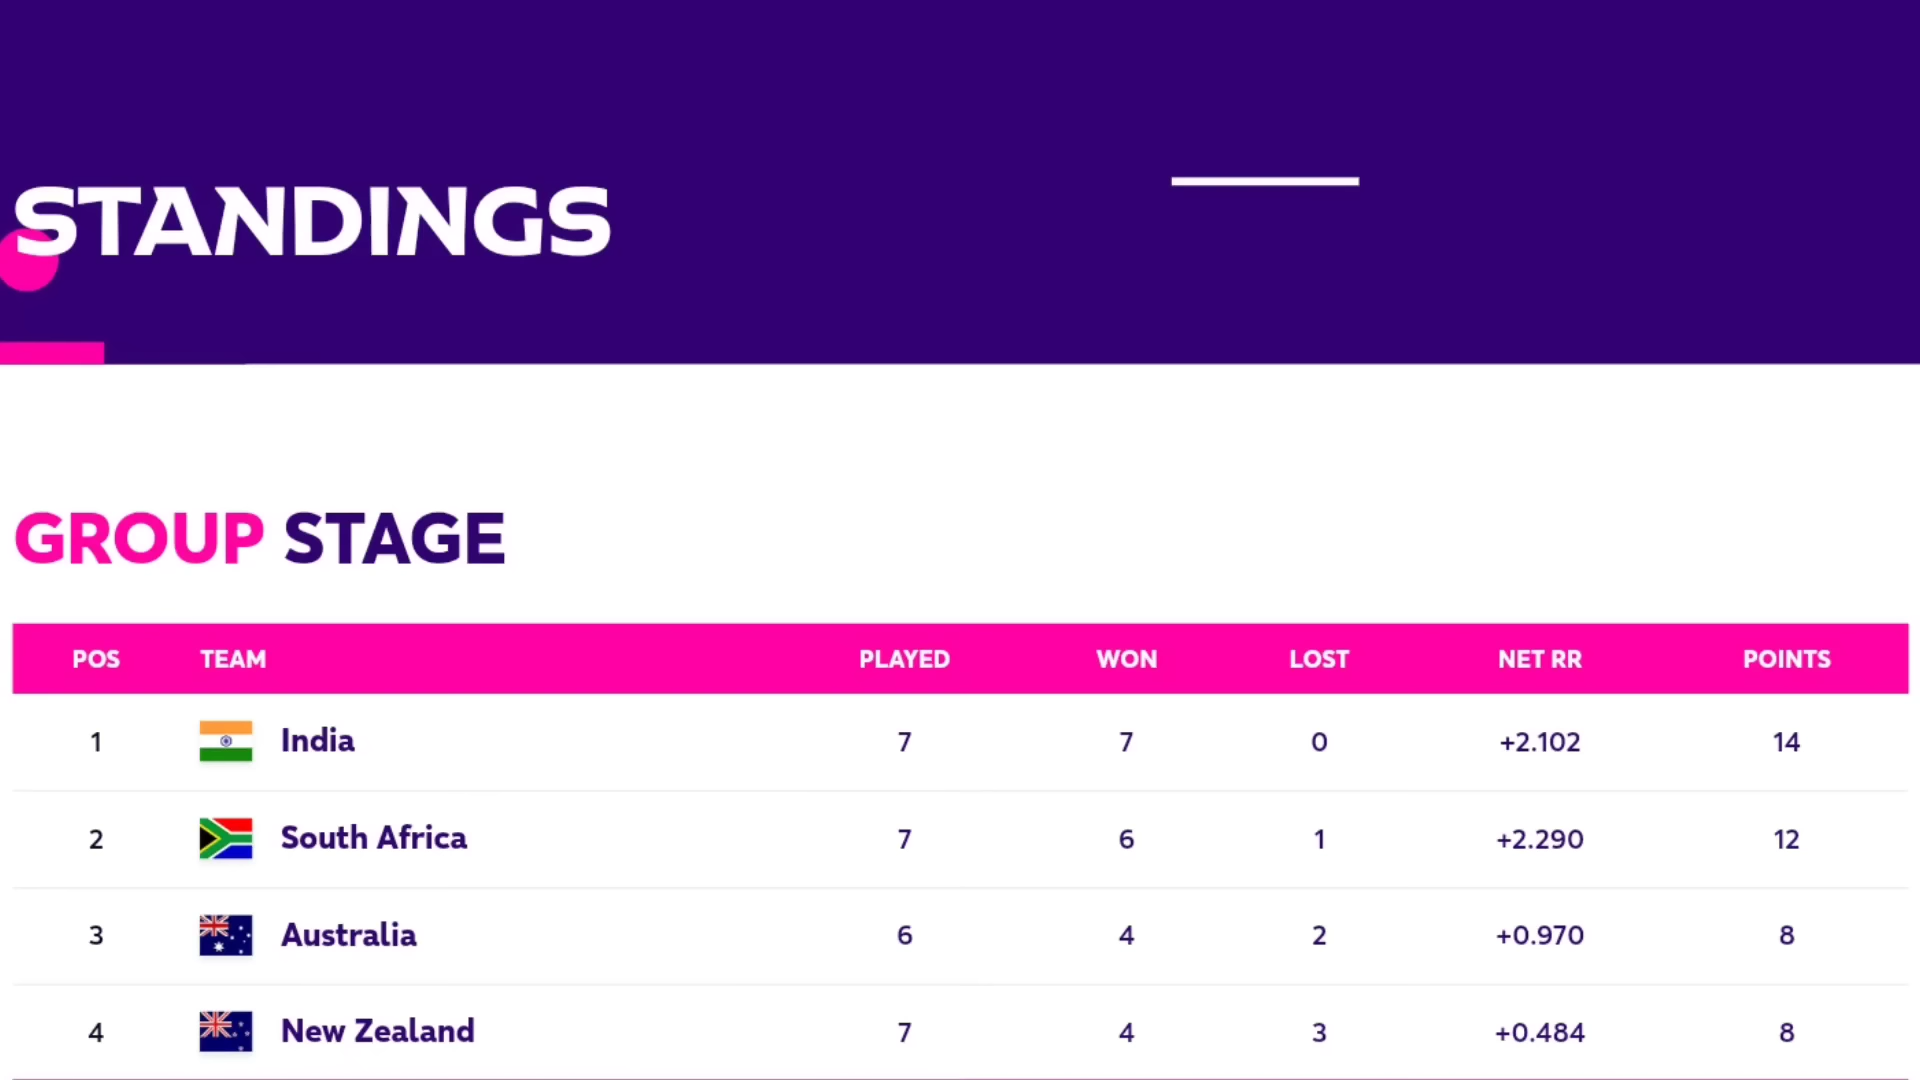 STANDINGS
GROUP STAGE
POS TEAM PLAYED WON LOST NET RR POINTS
1 India 7 7 0 +2.102 14
2 South Africa 7 6 1 +2.290 12
3 Australia 6 4 2 +0.970 8
4 New Zealand 7 4 3 +0.484 8